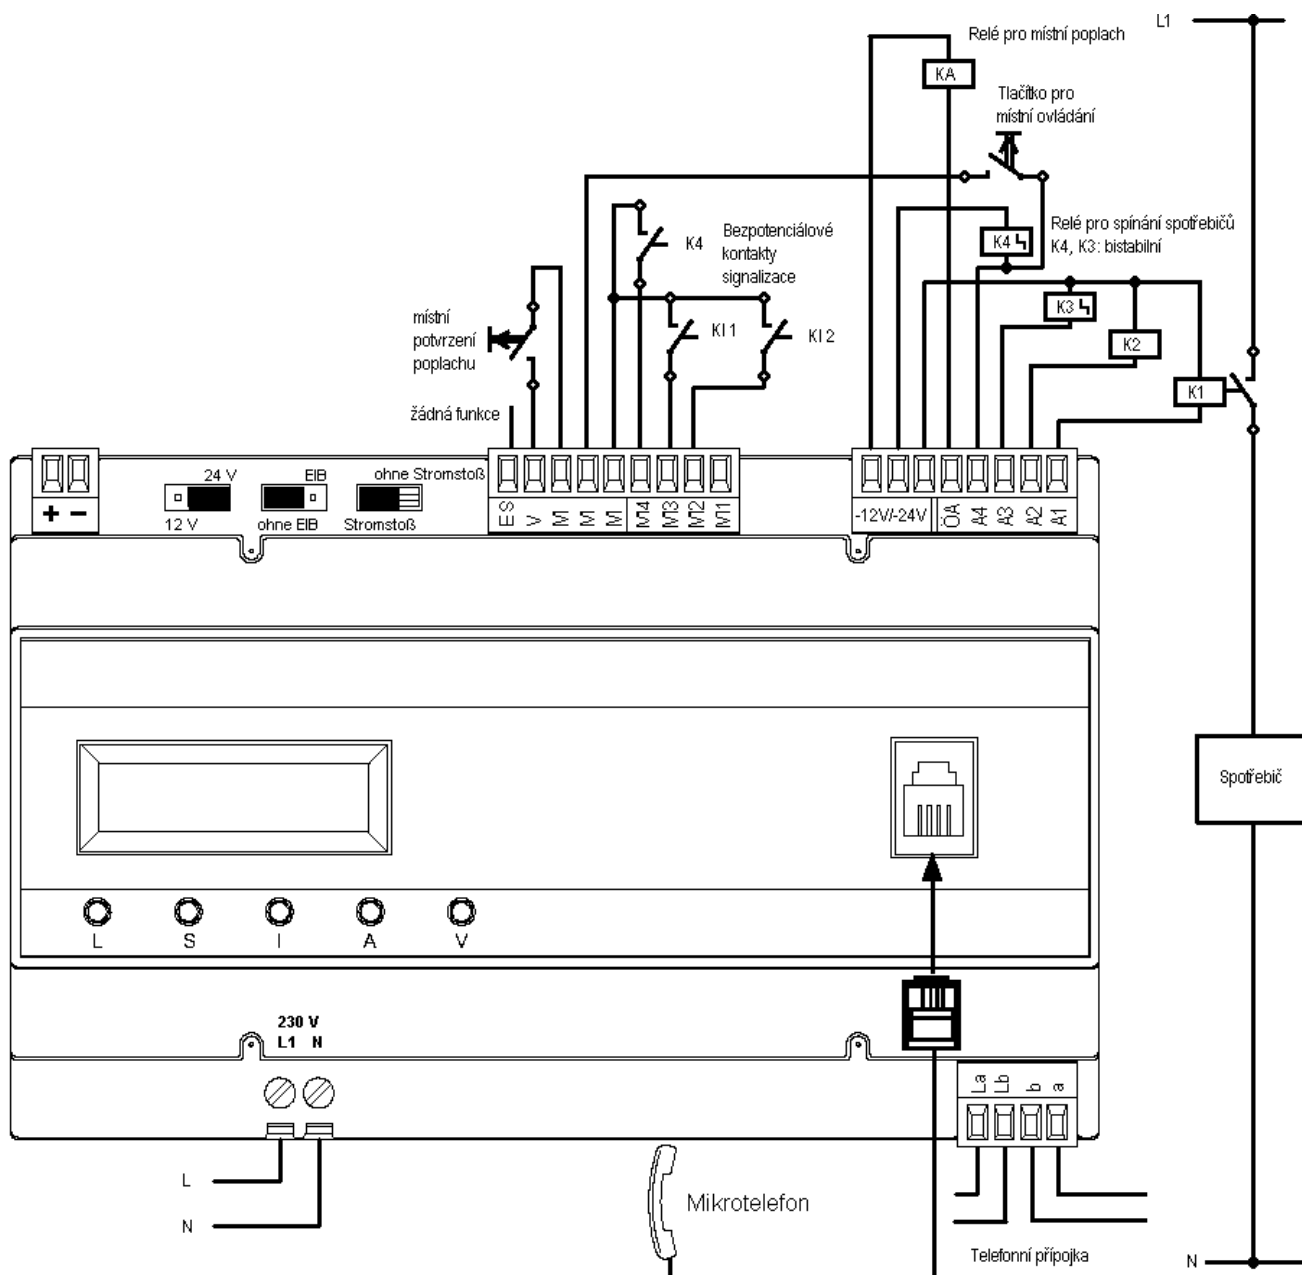 L1
Relé pro místní poplach
KA
Tlačítko pro
místní ovládání
K4
Bezpotenciálové
kontakty
signalizace
K4
Relé pro spínání spotřebičů
K4, K3: bistabilní
místní
potvrzení
poplachu
KI 1
KI 2
K3
K2
K1
žádná funkce
24 V
EIB
ohne Stromstoß
+ −
12 V
ohne EIB
Stromstoß
ES
V
M
M
M
M4
M3
M2
M1
-12V/-24V
ÖA
A4
A3
A2
A1
Spotřebič
L
S
I
A
V
230 V
L1 N
La
Lb
b
a
L
N
Mikrotelefon
Telefonní přípojka
N